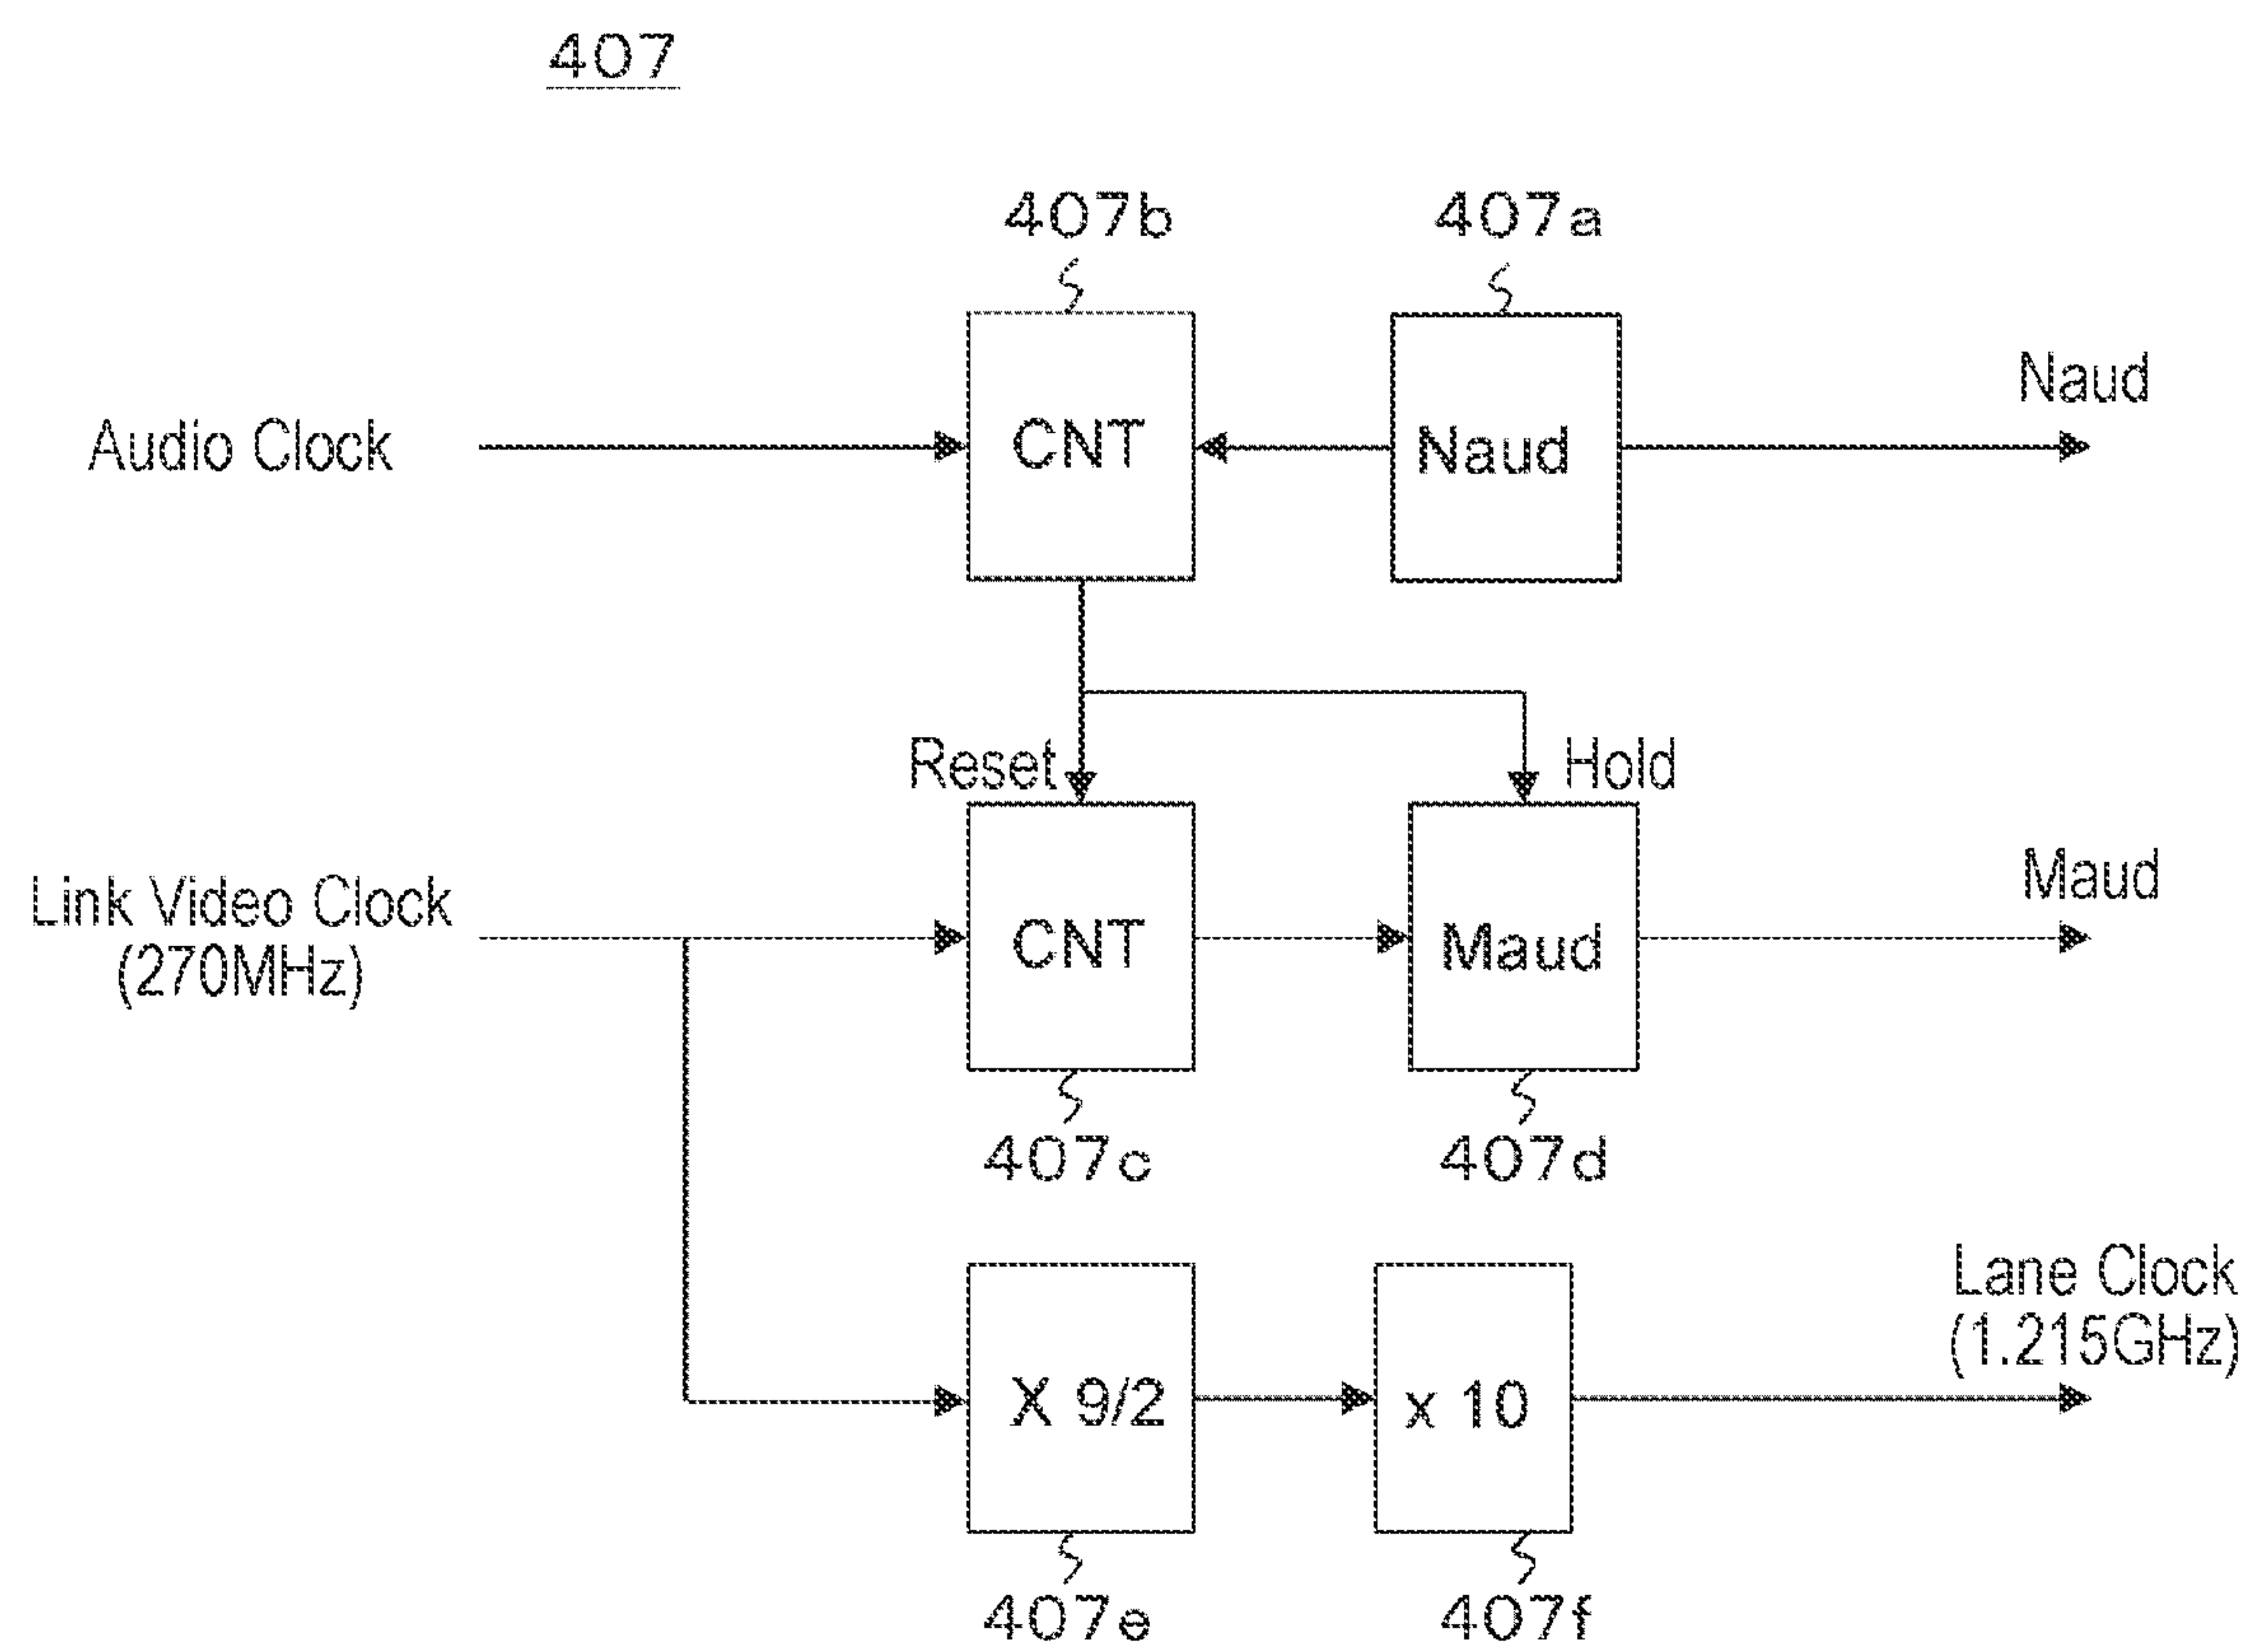 407
407b
407a
Naud
Audio Clock
CNT
Naud
Reset
Hold
Maud
Link Video Clock
(270MHz)
CNT
Maud
407c
407d
Lane Clock
(1.215GHz)
X 9/2
x 10
407e
407f